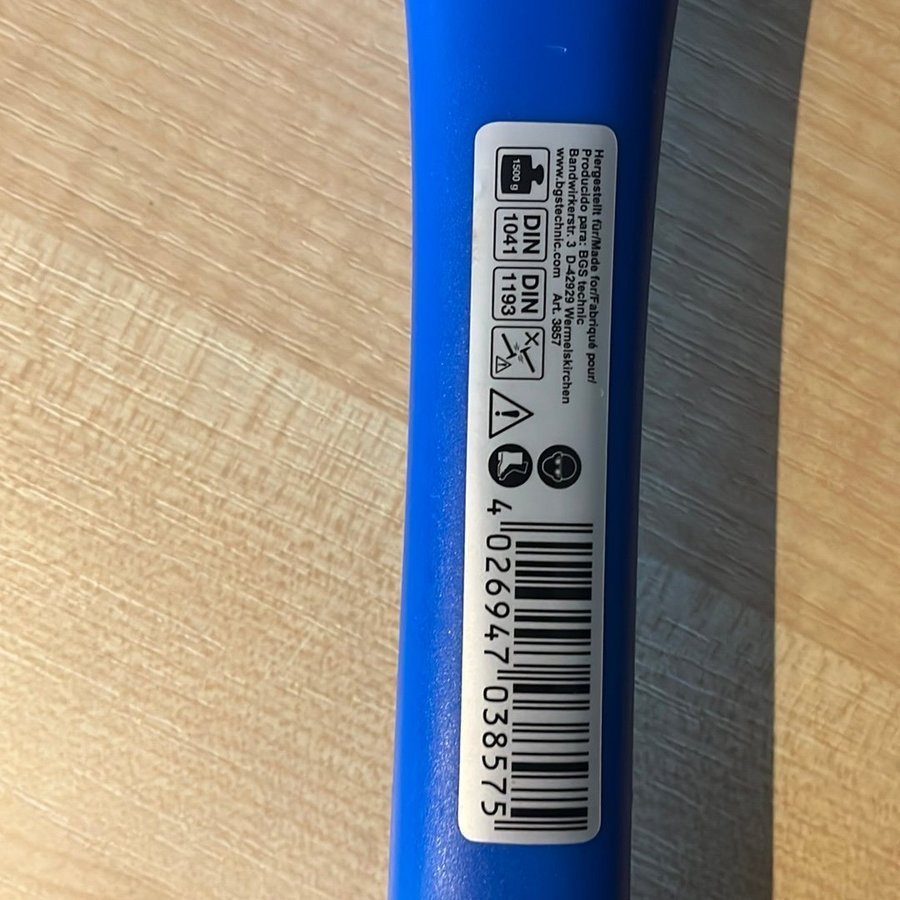 Hergestellt für/Made for/Fabriqué pour/
Producido para: BGS technic
Bandwirkerstr. 3 D-42929 Wermelskirchen
www.bgstechnic.com Art. 3857
1500 g
DIN
1041
DIN
1193
4 026947 038575